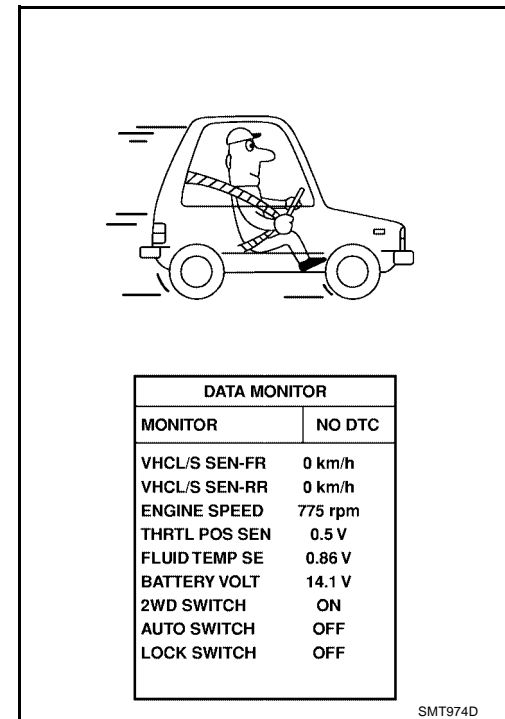 DATA MONITOR
MONITOR NO DTC
VHCL/S SEN-FR 0 km/h
VHCL/S SEN-RR 0 km/h
ENGINE SPEED 775 rpm
THRTL POS SEN 0.5 V
FLUID TEMP SE 0.86 V
BATTERY VOLT 14.1 V
2WD SWITCH ON
AUTO SWITCH OFF
LOCK SWITCH OFF
SMT974D